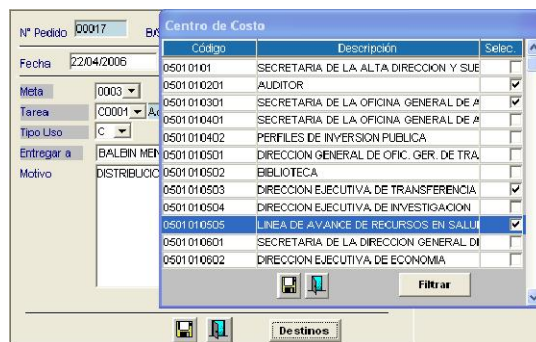 N° Pedido 00017
Fecha 22/04/2006
Meta 0003
Tarea C0001
Tipo Uso C
Entregar a BALBIN MEN
Motivo DISTRIBUCIO
Centro de Costo
Código Descripción Selec.
05010101 SECRETARIA DE LA ALTA DIRECCION Y SUE
0501010201 AUDITOR
0501010301 SECRETARIA DE LA OFICINA GENERAL DE A
0501010401 SECRETARIA DE LA OFICINA GENERAL DE A
0501010402 PERFILES DE INVERSION PUBLICA
0501010501 DIRECCION GENERAL DE OFIC. GER. DE TRA
0501010502 BIBLIOTECA
0501010503 DIRECCION EJECUTIVA DE TRANSFERENCIA
0501010504 DIRECCION EJECUTIVA DE INVESTIGACION
0501010505 LINEA DE AVANCE DE RECURSOS EN SALU
0501010601 SECRETARIA DE LA DIRECCION GENERAL DI
0501010602 DIRECCION EJECUTIVA DE ECONOMIA
Filtrar
Destinos